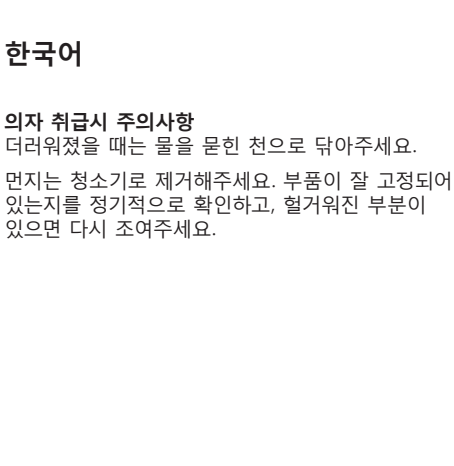 한국어
의자 취급시 주의사항
더러워졌을 때는 물을 묻힌 천으로 닦아주세요.
먼지는 청소기로 제거해주세요. 부품이 잘 고정되어
있는지를 정기적으로 확인하고, 헐거워진 부분이
있으면 다시 조여주세요.